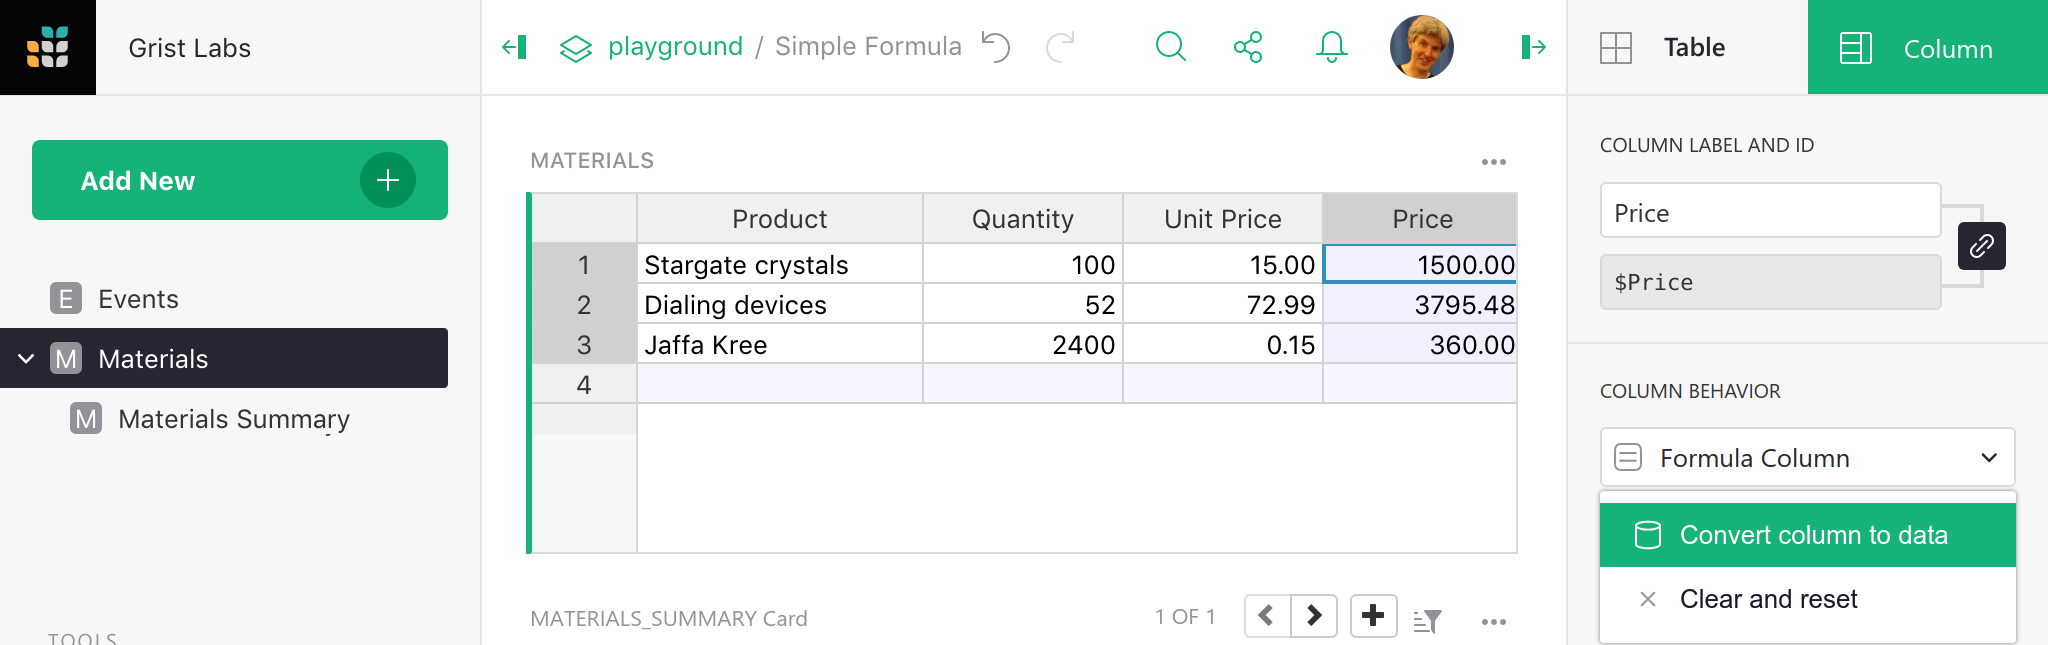 Grist Labs
playground / Simple Formula
Table
Column
Add New
E Events
M Materials
M Materials Summary
TOOLS
MATERIALS
Product Quantity Unit Price Price
1 Stargate crystals 100 15.00 1500.00
2 Dialing devices 52 72.99 3795.48
3 Jaffa Kree 2400 0.15 360.00
4
MATERIALS_SUMMARY Card
1 OF 1
COLUMN LABEL AND ID
Price
$Price
COLUMN BEHAVIOR
Formula Column
Convert column to data
Clear and reset